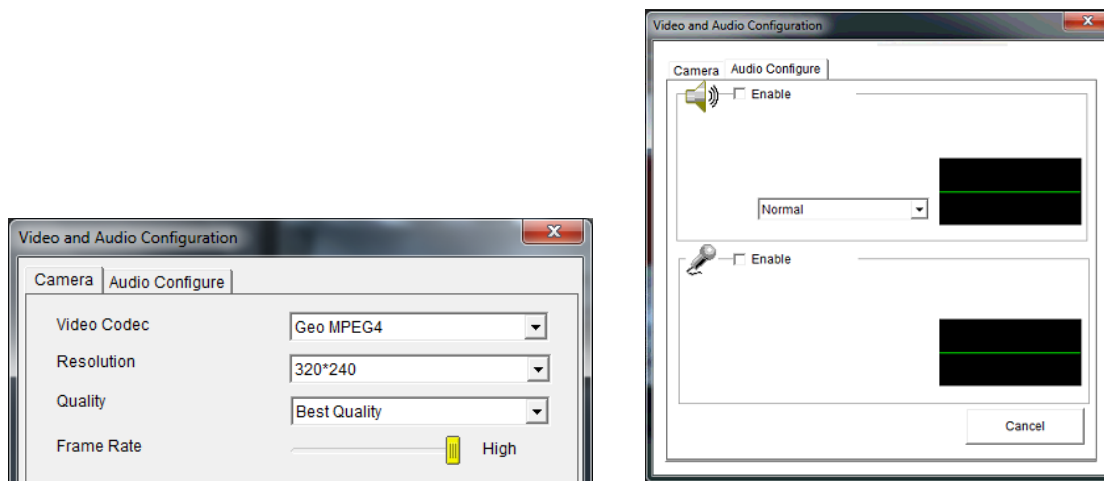 Video and Audio Configuration
Camera Audio Configure
Video Codec Geo MPEG4
Resolution 320*240
Quality Best Quality
Frame Rate High
Video and Audio Configuration
Camera Audio Configure
Enable
Normal
Enable
Cancel